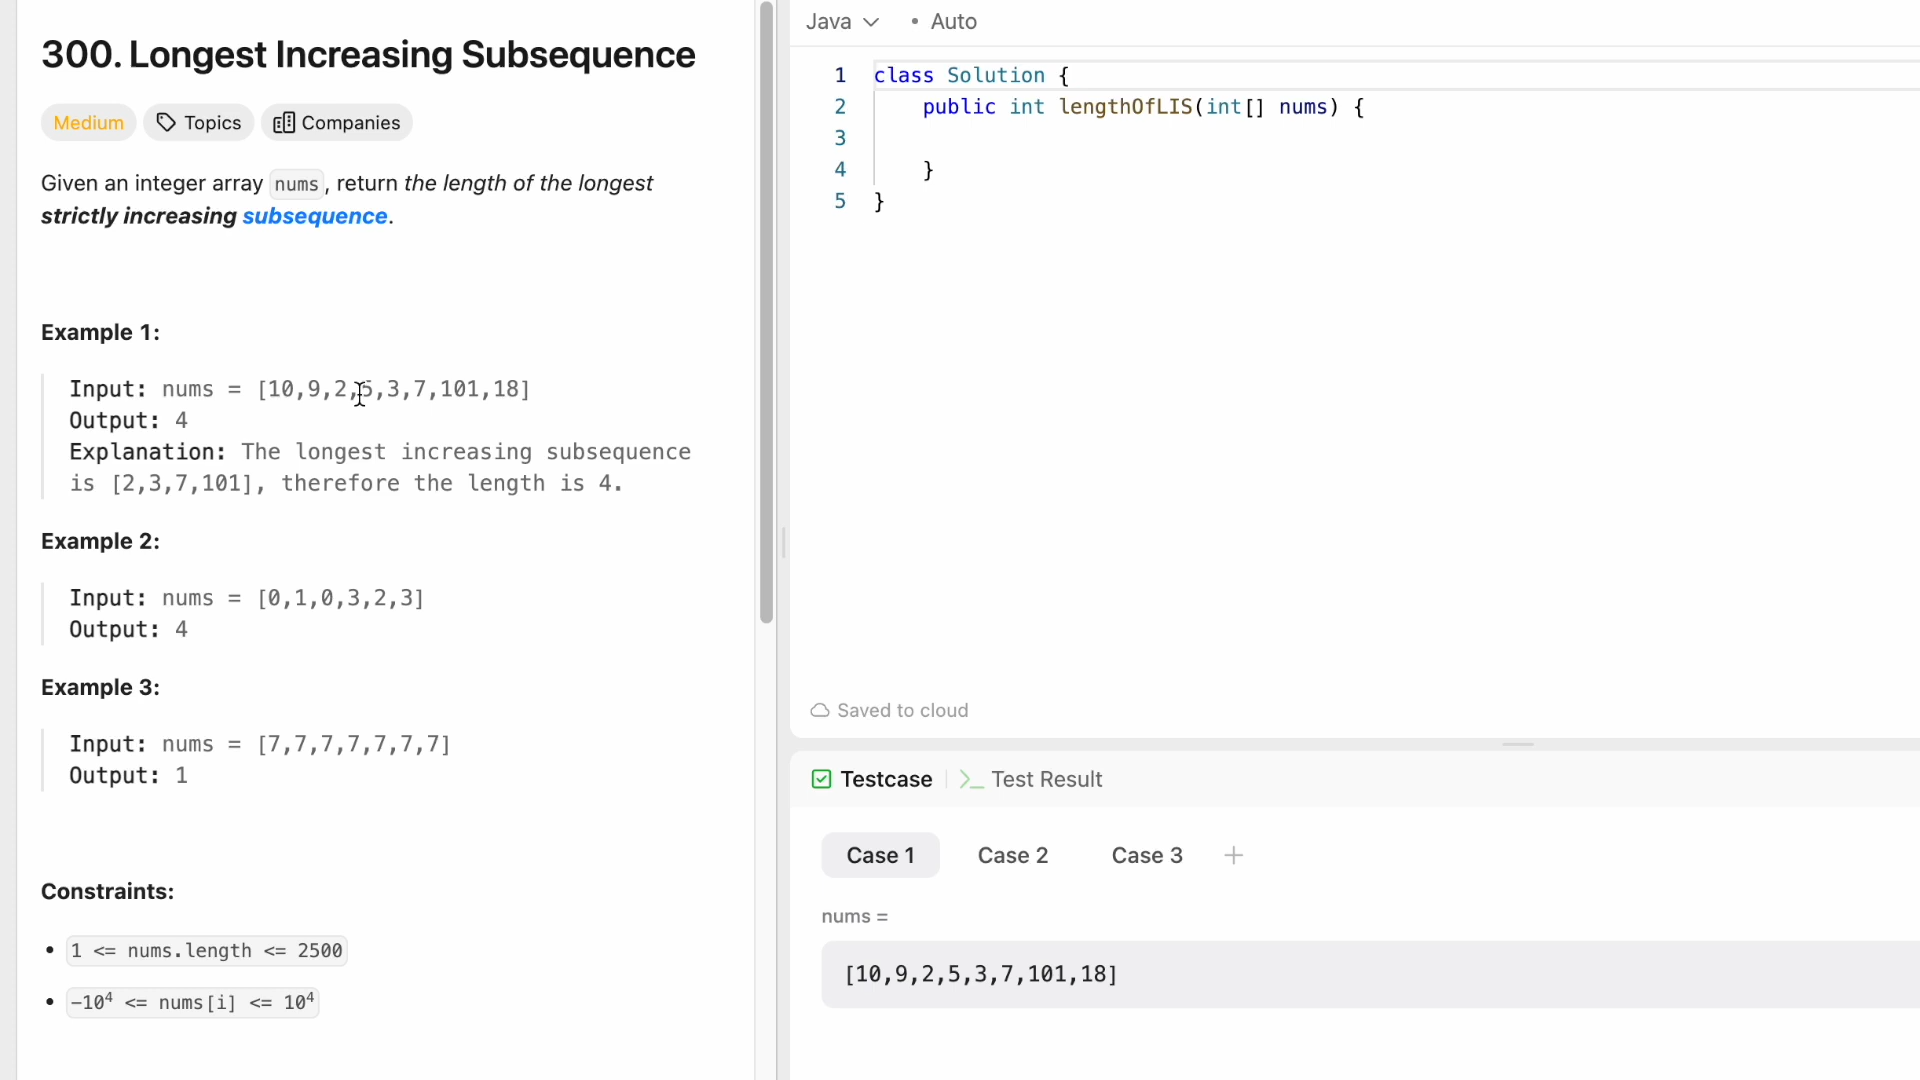 300. Longest Increasing Subsequence
Medium Topics Companies
Given an integer array nums, return the length of the longest
strictly increasing subsequence.
Example 1:
Input: nums = [10,9,2,5,3,7,101,18]
Output: 4
Explanation: The longest increasing subsequence
is [2,3,7,101], therefore the length is 4.
Example 2:
Input: nums = [0,1,0,3,2,3]
Output: 4
Example 3:
Input: nums = [7,7,7,7,7,7,7]
Output: 1
Constraints:
• 1 <= nums.length <= 2500
• -10⁴ <= nums[i] <= 10⁴
Java • Auto
1 class Solution {
2 public int lengthOfLIS(int[] nums) {
3
4 }
5 }
Saved to cloud
Testcase Test Result
Case 1 Case 2 Case 3 +
nums =
[10,9,2,5,3,7,101,18]